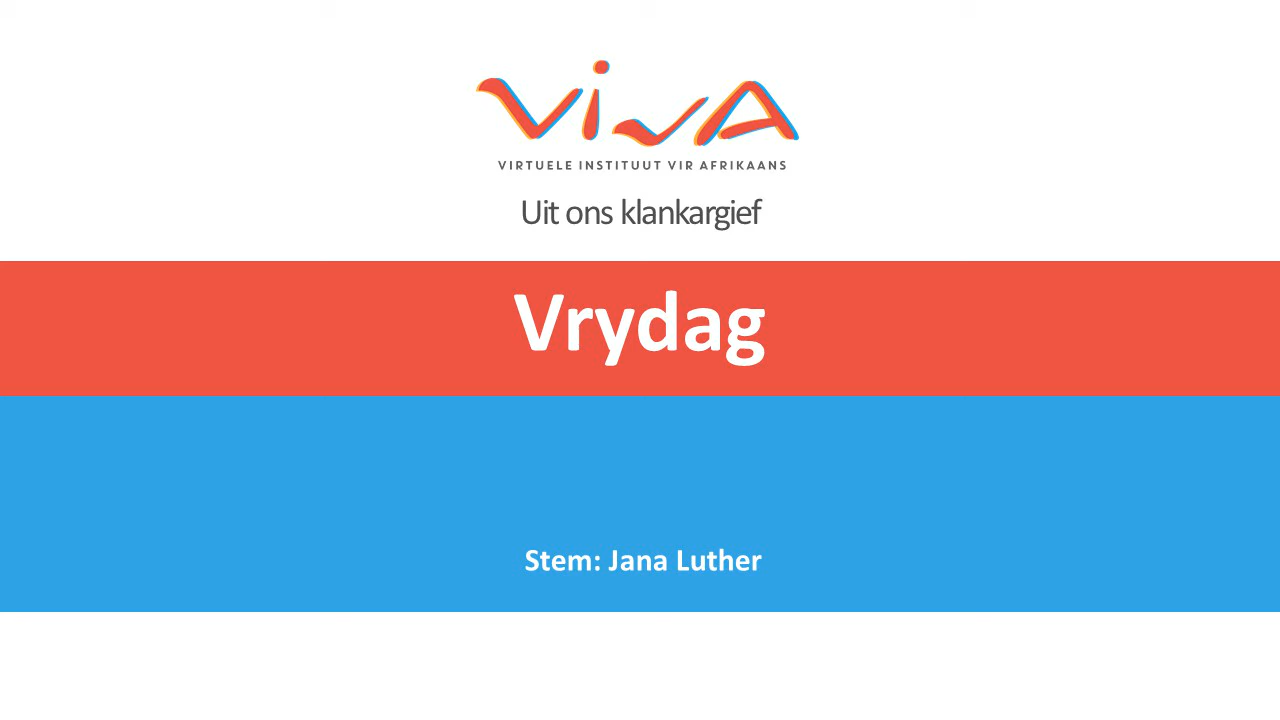 VivA
VIRTUELE INSTITUUT VIR AFRIKAANS
Uit ons klankargief
Vrydag
Stem: Jana Luther